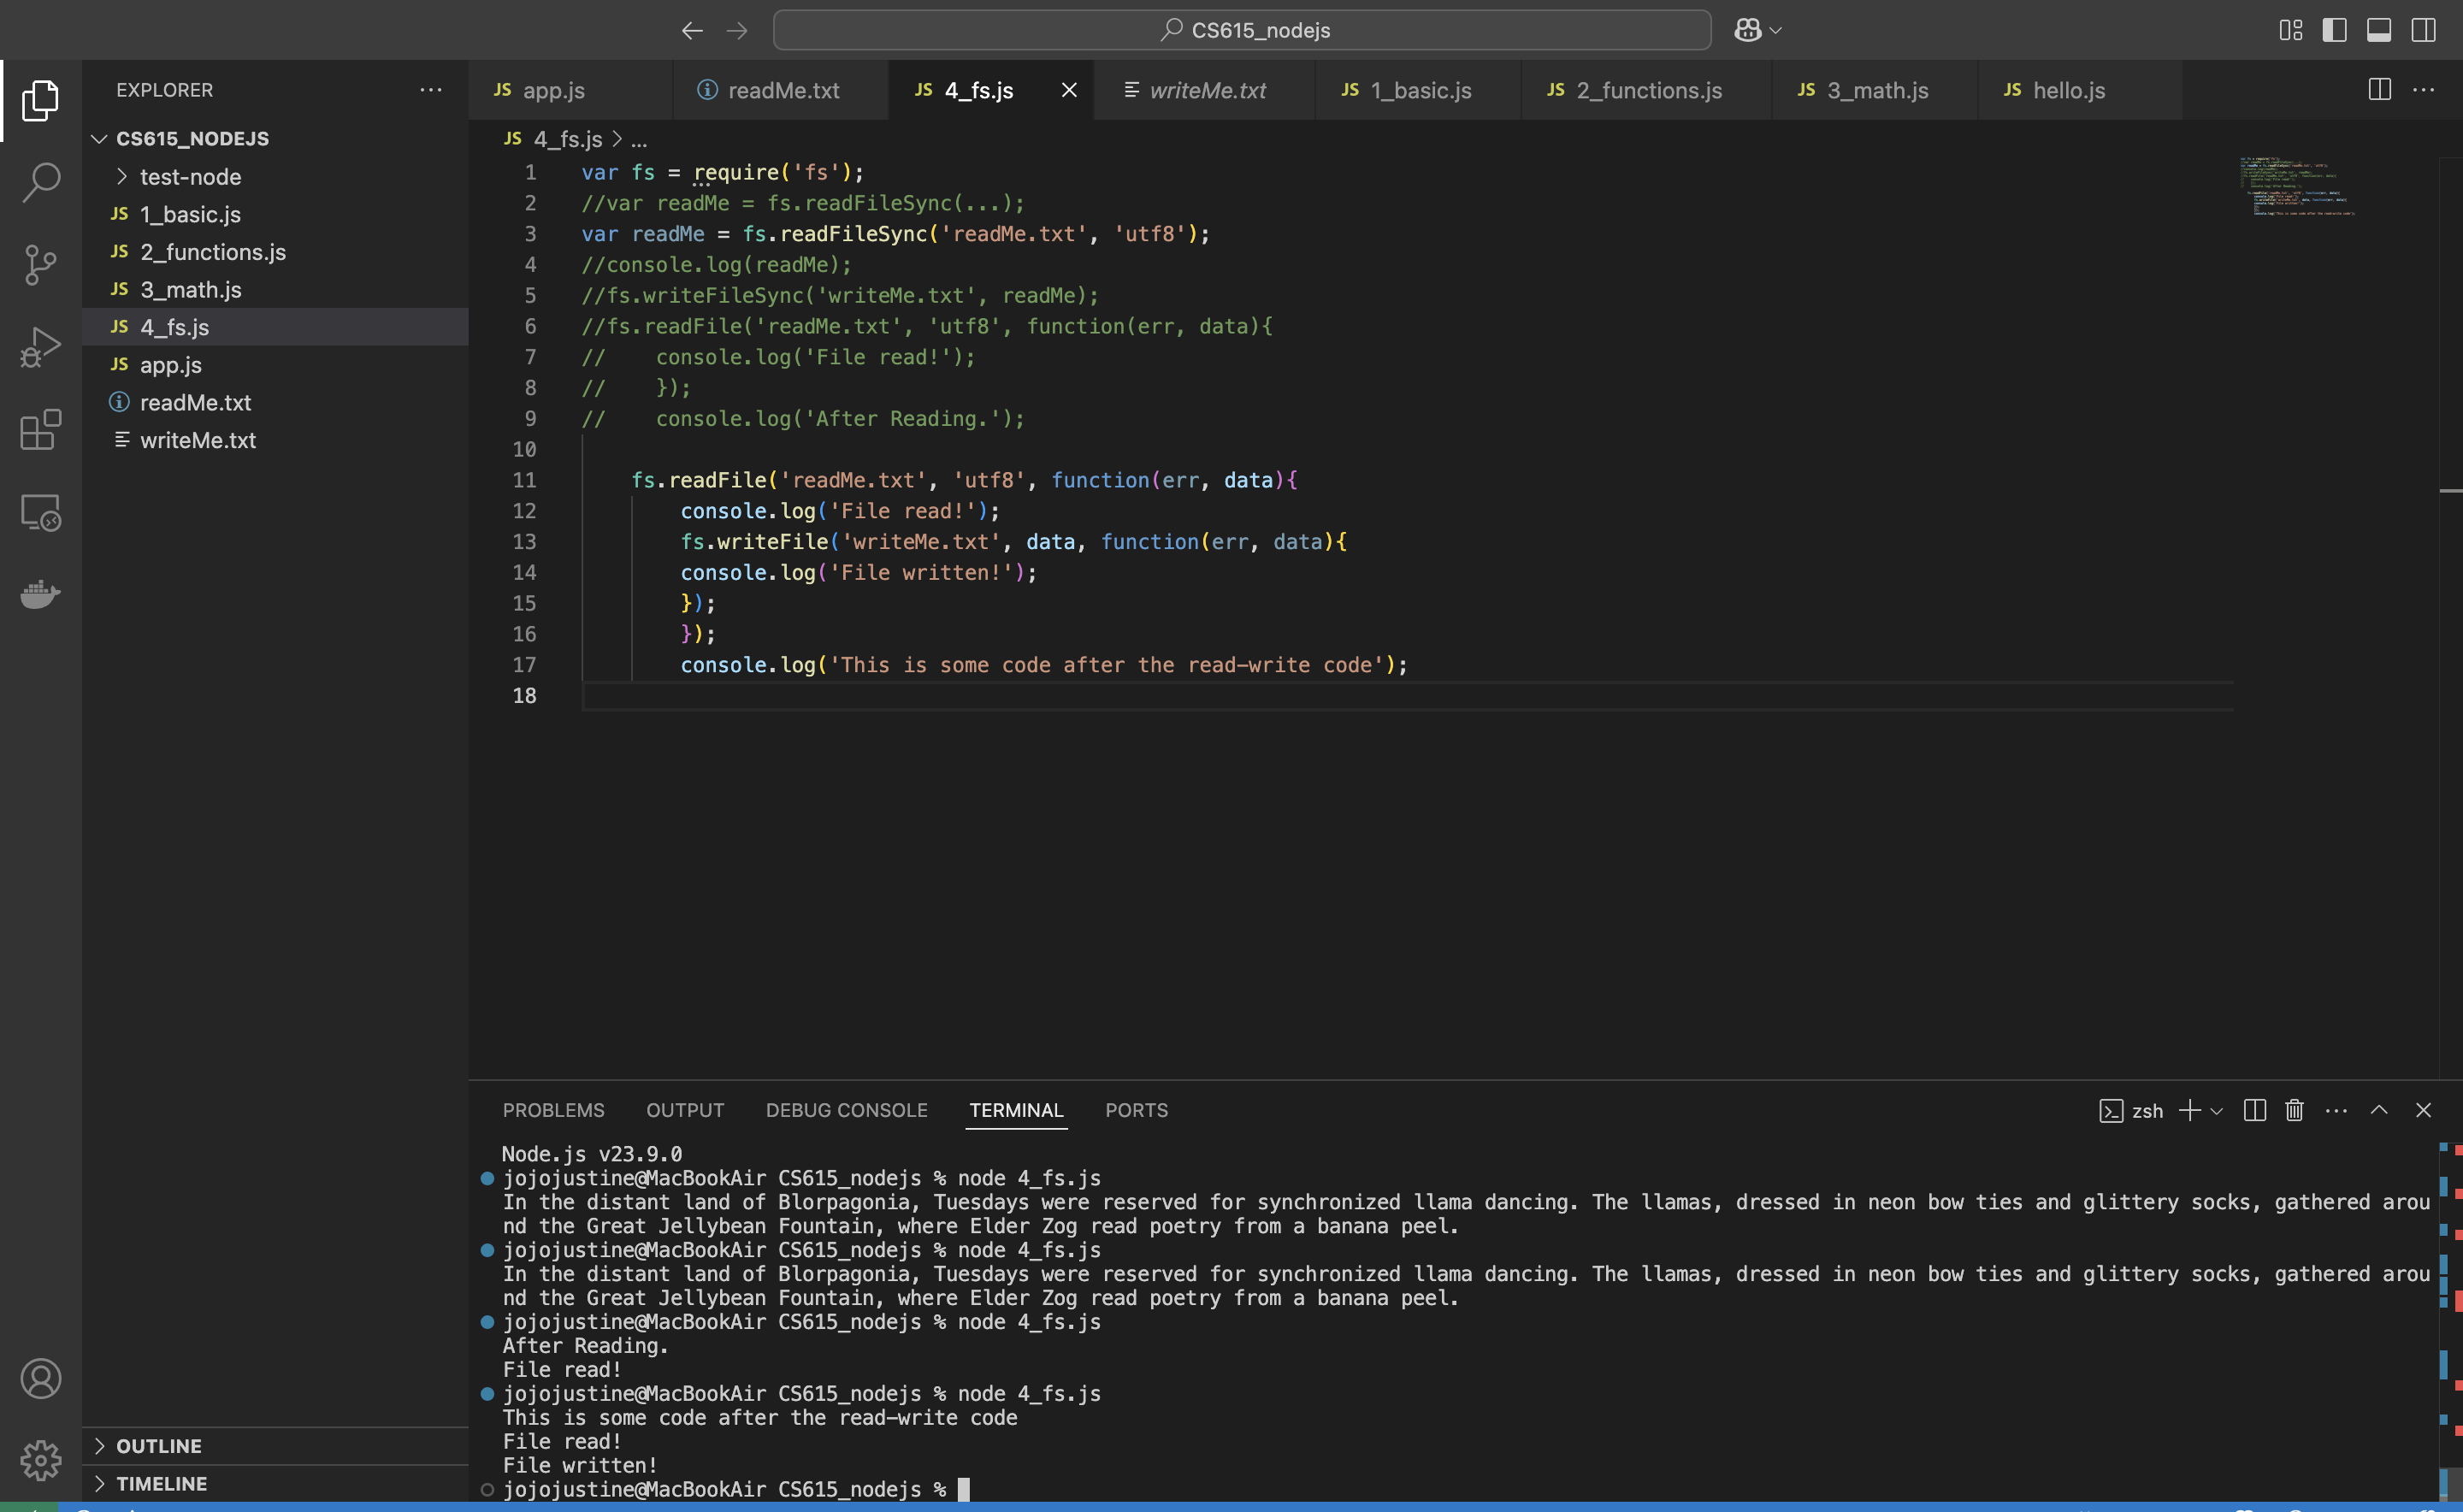 CS615_nodejs
EXPLORER
JS app.js
readMe.txt
JS 4_fs.js
writeMe.txt
JS 1_basic.js
JS 2_functions.js
JS 3_math.js
JS hello.js
CS615_NODEJS
test-node
JS 1_basic.js
JS 2_functions.js
JS 3_math.js
JS 4_fs.js
JS app.js
readMe.txt
writeMe.txt
OUTLINE
TIMELINE
JS 4_fs.js > ...
1 var fs = require('fs');
2 //var readMe = fs.readFileSync(...);
3 var readMe = fs.readFileSync('readMe.txt', 'utf8');
4 //console.log(readMe);
5 //fs.writeFileSync('writeMe.txt', readMe);
6 //fs.readFile('readMe.txt', 'utf8', function(err, data){
7 //    console.log('File read!');
8 //    });
9 //    console.log('After Reading.');
10
11     fs.readFile('readMe.txt', 'utf8', function(err, data){
12         console.log('File read!');
13         fs.writeFile('writeMe.txt', data, function(err, data){
14         console.log('File written!');
15         });
16         });
17         console.log('This is some code after the read-write code');
18
PROBLEMS OUTPUT DEBUG CONSOLE TERMINAL PORTS
zsh
Node.js v23.9.0
jojojustine@MacBookAir CS615_nodejs % node 4_fs.js
In the distant land of Blorpagonia, Tuesdays were reserved for synchronized llama dancing. The llamas, dressed in neon bow ties and glittery socks, gathered arou
nd the Great Jellybean Fountain, where Elder Zog read poetry from a banana peel.
jojojustine@MacBookAir CS615_nodejs % node 4_fs.js
In the distant land of Blorpagonia, Tuesdays were reserved for synchronized llama dancing. The llamas, dressed in neon bow ties and glittery socks, gathered arou
nd the Great Jellybean Fountain, where Elder Zog read poetry from a banana peel.
jojojustine@MacBookAir CS615_nodejs % node 4_fs.js
After Reading.
File read!
jojojustine@MacBookAir CS615_nodejs % node 4_fs.js
This is some code after the read-write code
File read!
File written!
jojojustine@MacBookAir CS615_nodejs %